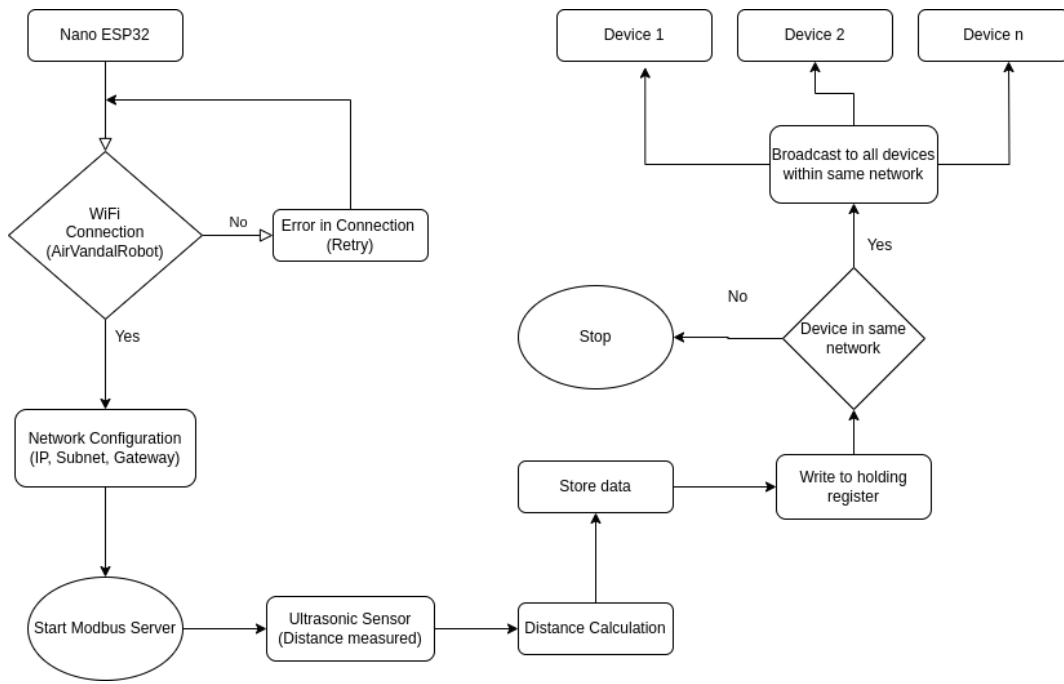 Nano ESP32
WiFi
Connection
(AirVandalRobot)
No
Error in Connection
(Retry)
Yes
Network Configuration
(IP, Subnet, Gateway)
Start Modbus Server
Ultrasonic Sensor
(Distance measured)
Distance Calculation
Store data
Write to holding
register
Device in same
network
No
Stop
Yes
Broadcast to all devices
within same network
Device 1
Device 2
Device n